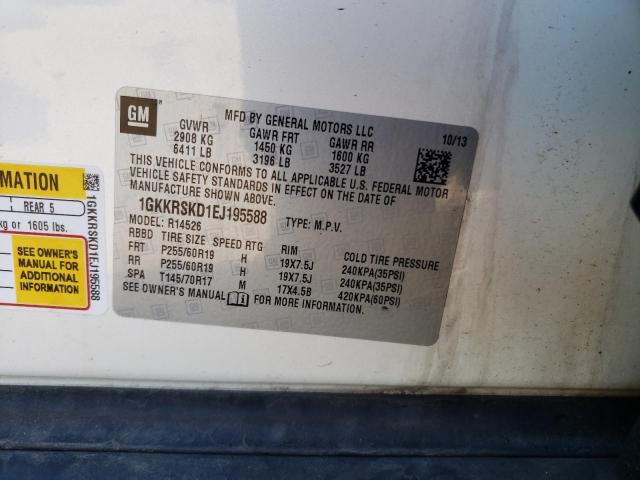 GM
MFD BY GENERAL MOTORS LLC
10/13
GVWR GAWR FRT GAWR RR
2908 KG 1450 KG 1600 KG
6411 LB 3196 LB 3527 LB
THIS VEHICLE CONFORMS TO ALL APPLICABLE U.S. FEDERAL MOTOR
VEHICLE SAFETY STANDARDS IN EFFECT ON THE DATE OF
MANUFACTURE SHOWN ABOVE.
1GKKRSKD1EJ195588 TYPE: M.P.V.
MODEL: R14526
RBBD TIRE SIZE SPEED RTG RIM COLD TIRE PRESSURE
FRT P255/60R19 H 19X7.5J 240KPA(35PSI)
RR P255/60R19 H 19X7.5J 240KPA(35PSI)
SPA T145/70R17 M 17X4.5B 420KPA(60PSI)
SEE OWNER'S MANUAL
MATION
REAR 5
kg or 1605 lbs.
SEE OWNER'S
MANUAL FOR
ADDITIONAL
INFORMATION
1GKKRSKD1EJ195588